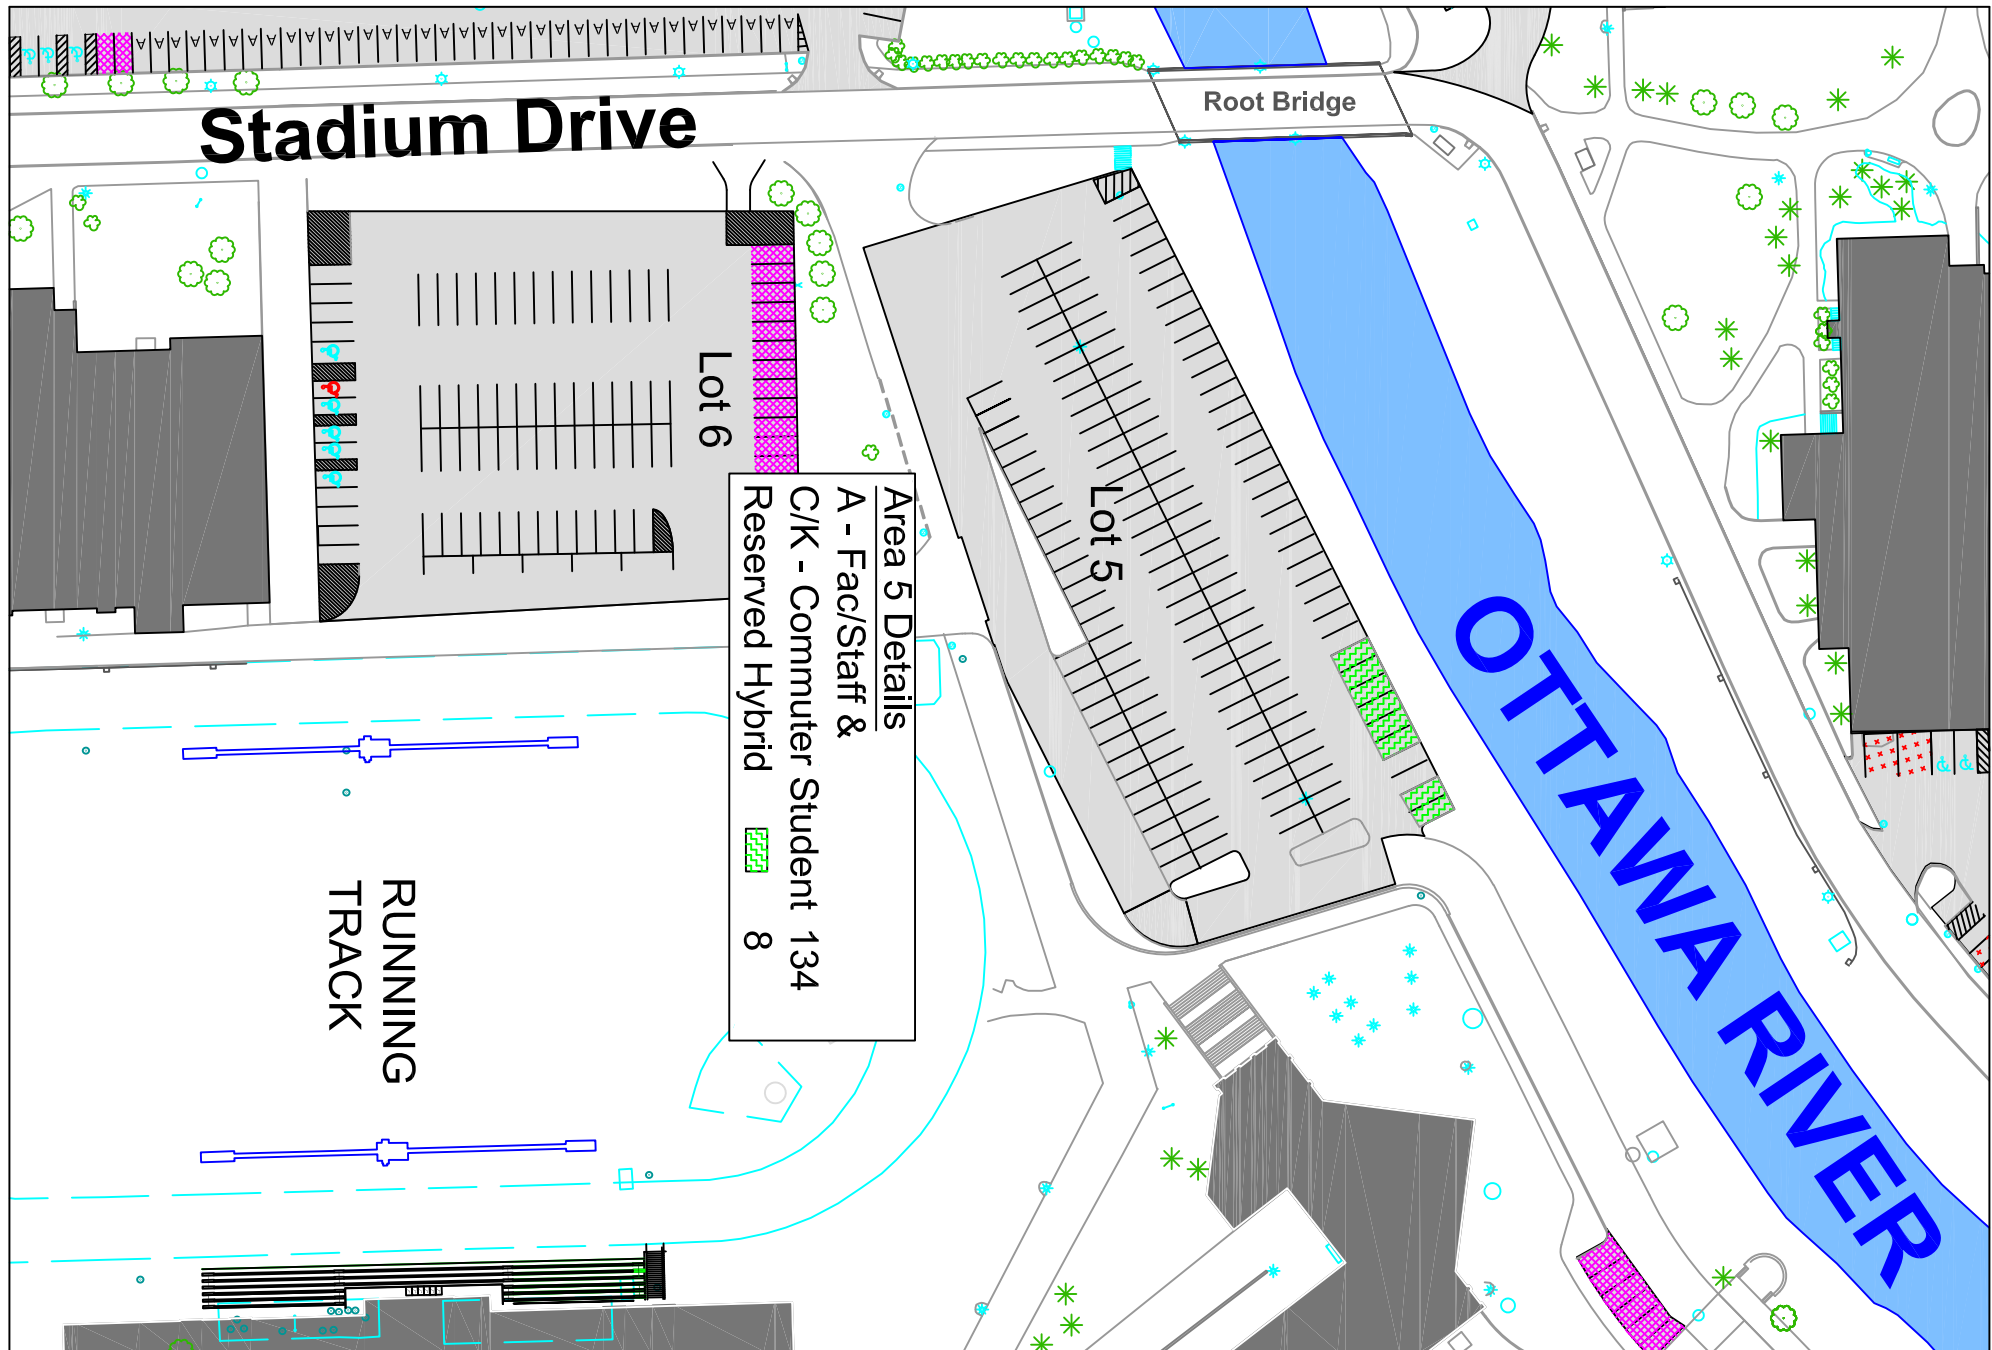 Root Bridge
Stadium Drive
Lot 6
Lot 5
Area 5 Details
A - Fac/Staff &
C/K - Commuter Student 134
Reserved Hybrid 8
OTTAWA RIVER
RUNNING
TRACK